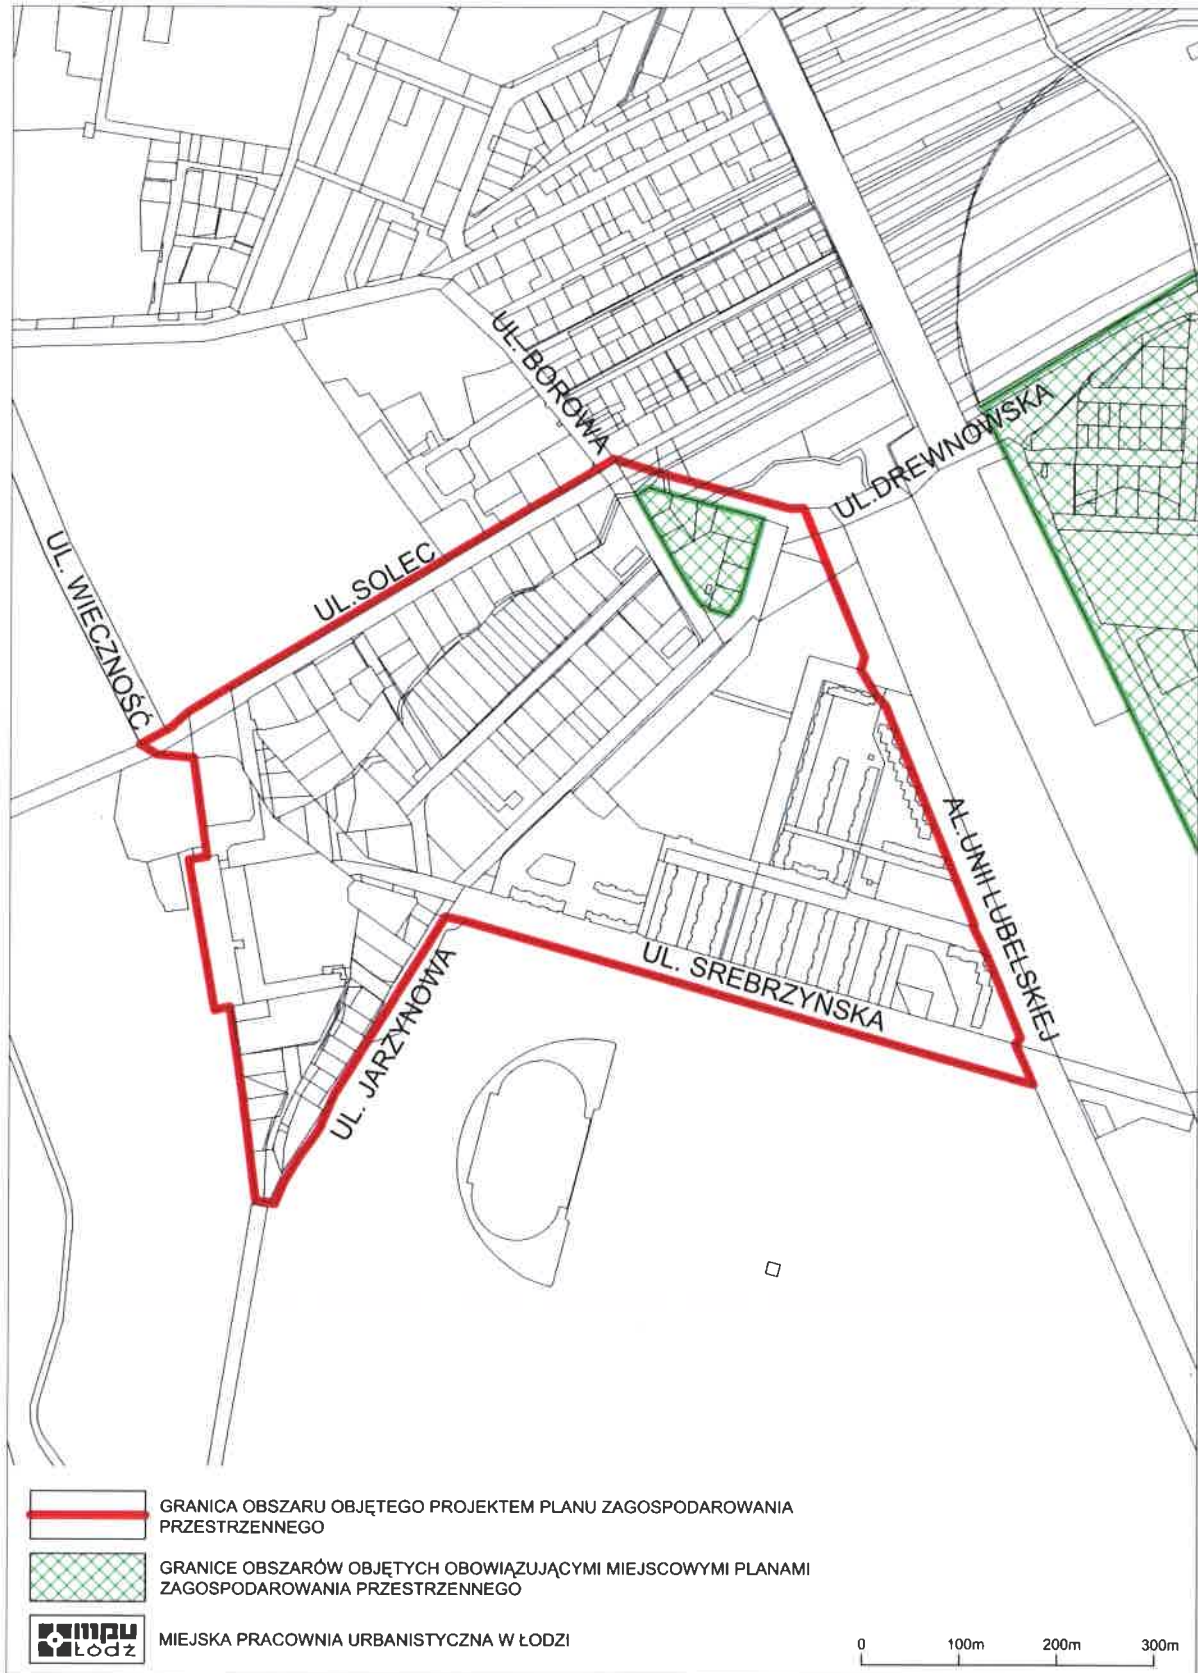 UL. BOROWA
UL. DREWNOWSKA
UL. SOLEC
UL. WIECZNOŚĆ
AL. UNII LUBELSKIEJ
UL. SREBRZYŃSKA
UL. JARZYNOWA
GRANICA OBSZARU OBJĘTEGO PROJEKTEM PLANU ZAGOSPODAROWANIA
PRZESTRZENNEGO
GRANICE OBSZARÓW OBJĘTYCH OBOWIĄZUJĄCYMI MIEJSCOWYMI PLANAMI
ZAGOSPODAROWANIA PRZESTRZENNEGO
mpu
Łódź
MIEJSKA PRACOWNIA URBANISTYCZNA W ŁODZI
0 100m 200m 300m